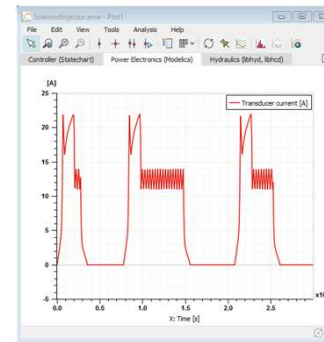 SolenoidInjector.ame - Plot1
File Edit View Tools Analysis Help
Controller (Statechart) Power Electronics (Modelica) Hydraulics (libhyd, libhcd)
[A]
Transducer current [A]
25
20
15
10
5
0
-5
0.0 0.5 1.0 1.5 2.0 2.5
X: Time [s]